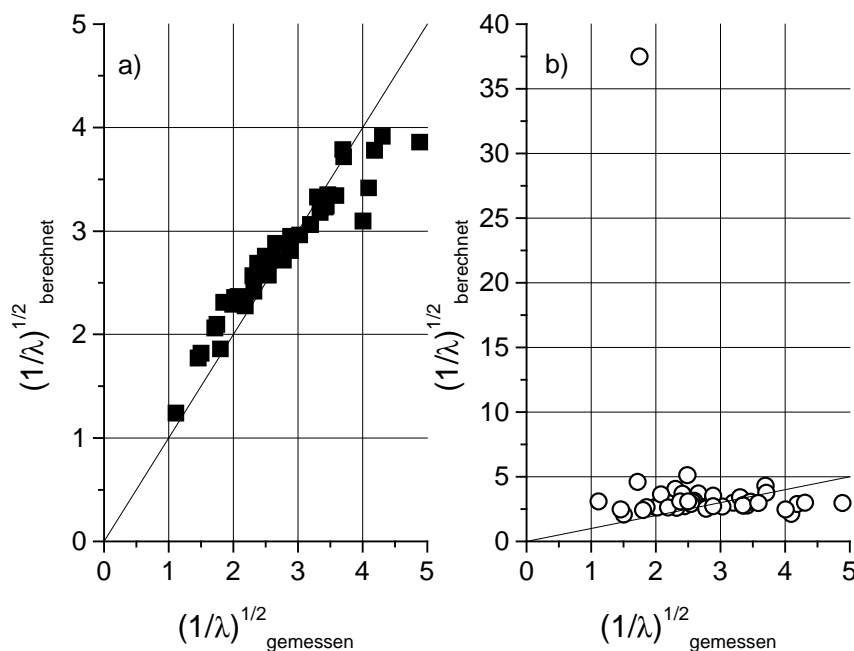 a)
(1/λ)^1/2 berechnet
5
4
3
2
1
0
0 1 2 3 4 5
(1/λ)^1/2 gemessen
b)
(1/λ)^1/2 berechnet
40
35
30
25
20
15
10
5
0
0 1 2 3 4 5
(1/λ)^1/2 gemessen